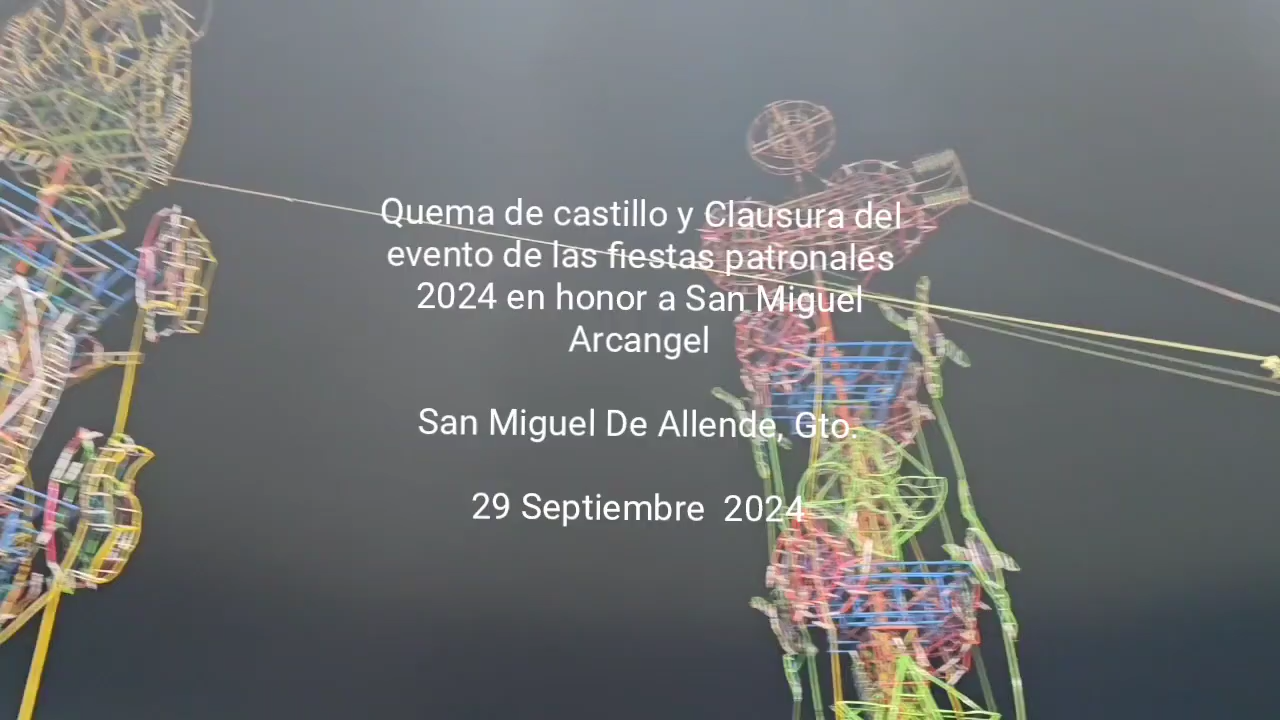 Quema de castillo y Clausura del
evento de las fiestas patronales
2024 en honor a San Miguel
Arcangel
San Miguel De Allende, Gto.
29 Septiembre 2024